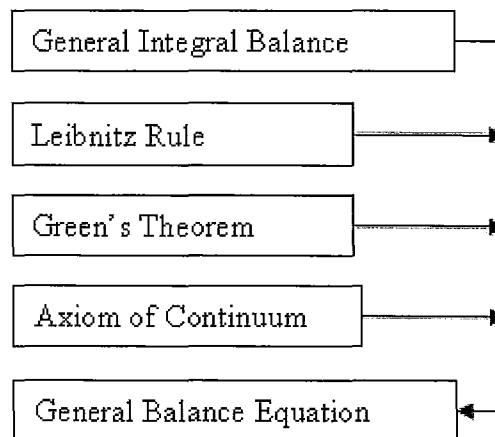 General Integral Balance
Leibnitz Rule
Green's Theorem
Axiom of Continuum
General Balance Equation